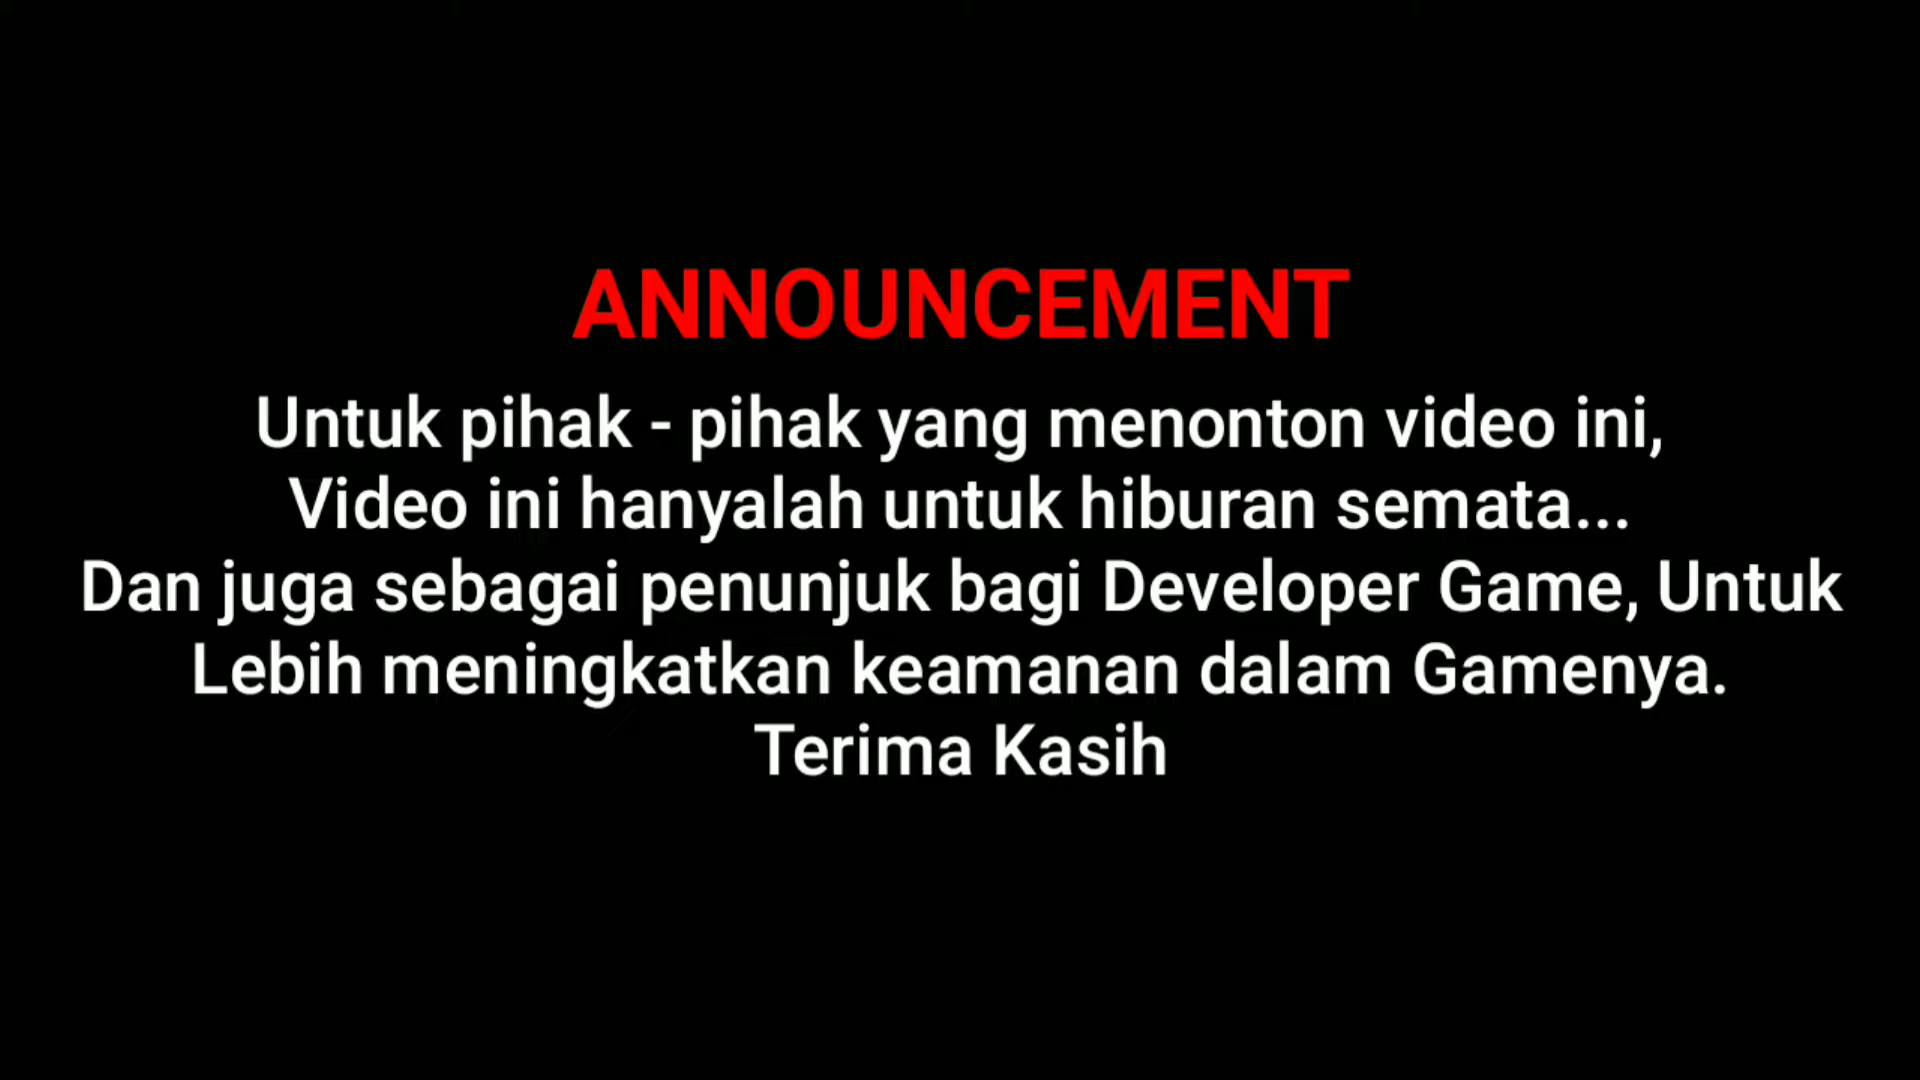 ANNOUNCEMENT
Untuk pihak - pihak yang menonton video ini,
Video ini hanyalah untuk hiburan semata...
Dan juga sebagai penunjuk bagi Developer Game, Untuk
Lebih meningkatkan keamanan dalam Gamenya.
Terima Kasih